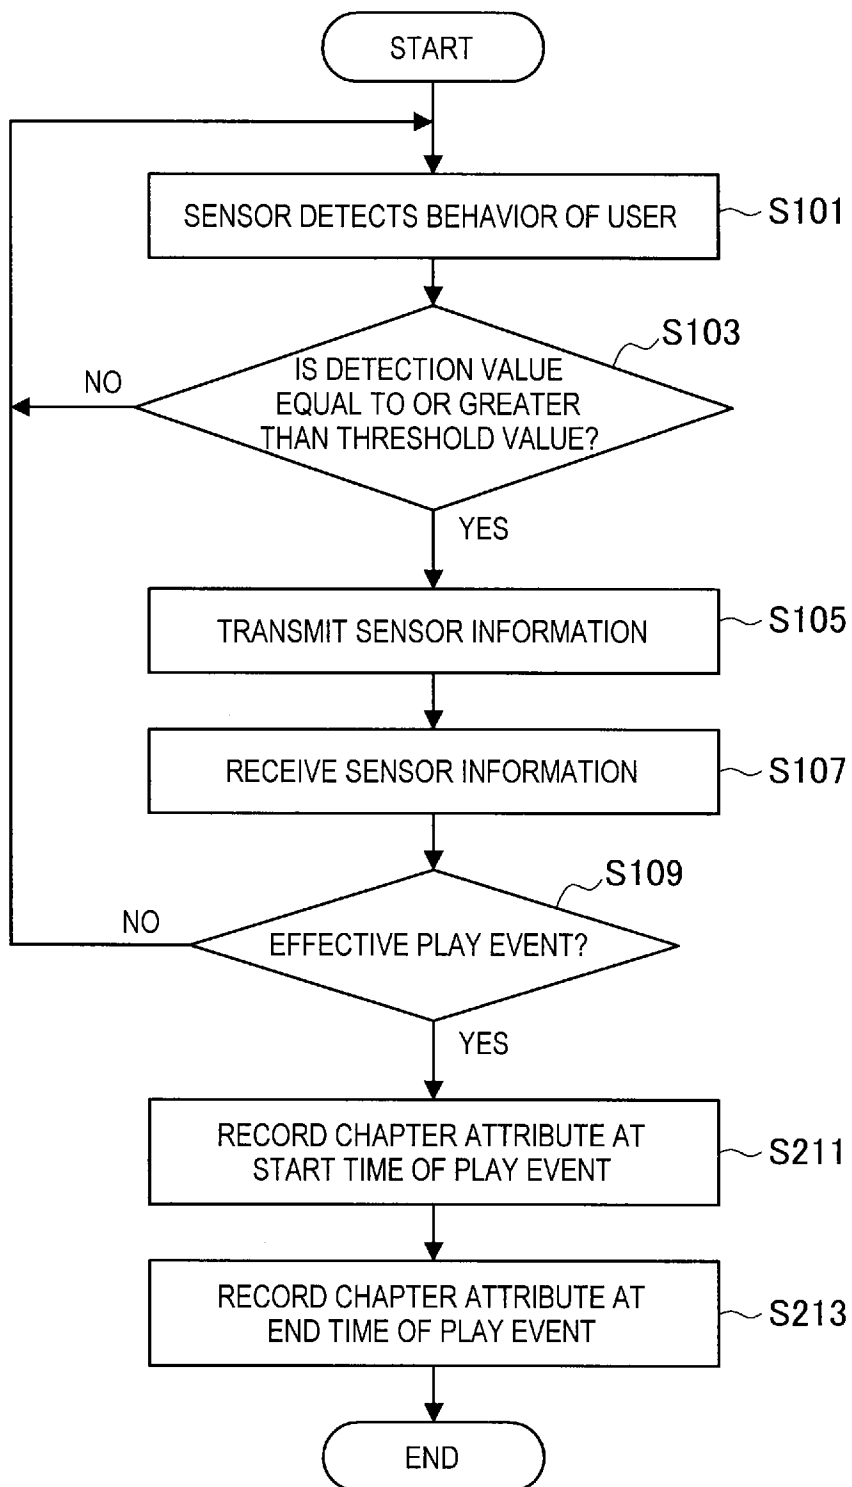 START
SENSOR DETECTS BEHAVIOR OF USER
S101
S103
IS DETECTION VALUE
EQUAL TO OR GREATER
THAN THRESHOLD VALUE?
NO
YES
TRANSMIT SENSOR INFORMATION
S105
RECEIVE SENSOR INFORMATION
S107
S109
EFFECTIVE PLAY EVENT?
NO
YES
RECORD CHAPTER ATTRIBUTE AT
START TIME OF PLAY EVENT
S211
RECORD CHAPTER ATTRIBUTE AT
END TIME OF PLAY EVENT
S213
END